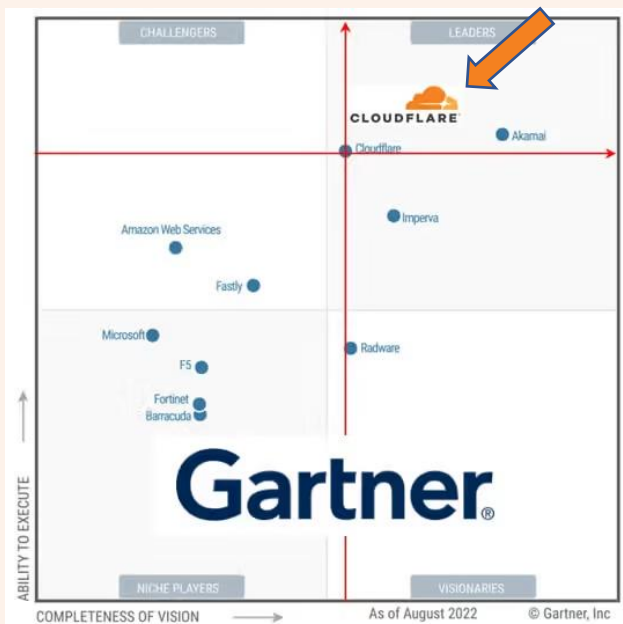 CHALLENGERS
LEADERS
CLOUDFLARE
Akamai
Cloudflare
Imperva
Amazon Web Services
Fastly
Microsoft
Radware
F5
Fortinet
Barracuda
Gartner®
ABILITY TO EXECUTE
NICHE PLAYERS
VISIONARIES
COMPLETENESS OF VISION
As of August 2022
© Gartner, Inc